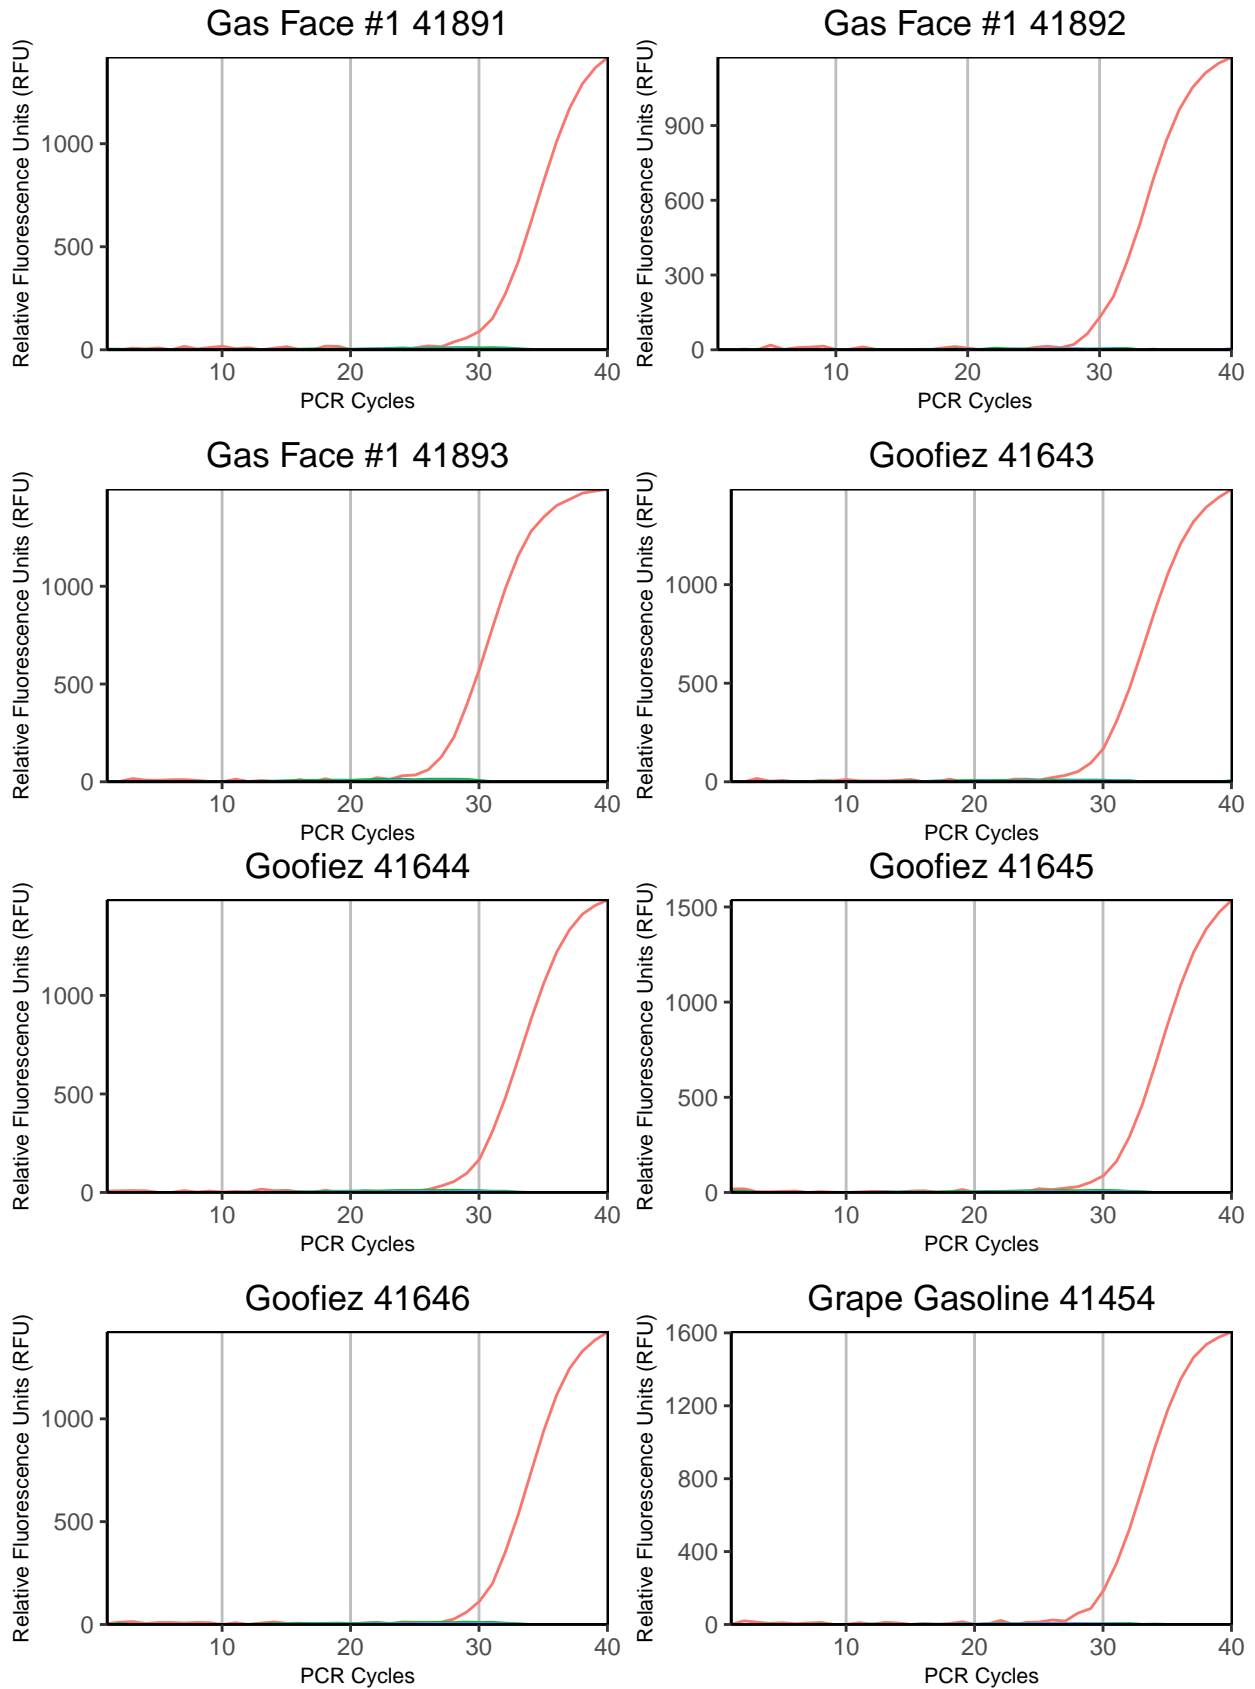 Gas Face #1 41891
Relative Fluorescence Units (RFU)
1000
500
0
10 20 30 40
PCR Cycles
Gas Face #1 41892
Relative Fluorescence Units (RFU)
900
600
300
0
10 20 30 40
PCR Cycles
Gas Face #1 41893
Relative Fluorescence Units (RFU)
1000
500
0
10 20 30 40
PCR Cycles
Goofiez 41643
Relative Fluorescence Units (RFU)
1000
500
0
10 20 30 40
PCR Cycles
Goofiez 41644
Relative Fluorescence Units (RFU)
1000
500
0
10 20 30 40
PCR Cycles
Goofiez 41645
Relative Fluorescence Units (RFU)
1500
1000
500
0
10 20 30 40
PCR Cycles
Goofiez 41646
Relative Fluorescence Units (RFU)
1000
500
0
10 20 30 40
PCR Cycles
Grape Gasoline 41454
Relative Fluorescence Units (RFU)
1600
1200
800
400
0
10 20 30 40
PCR Cycles